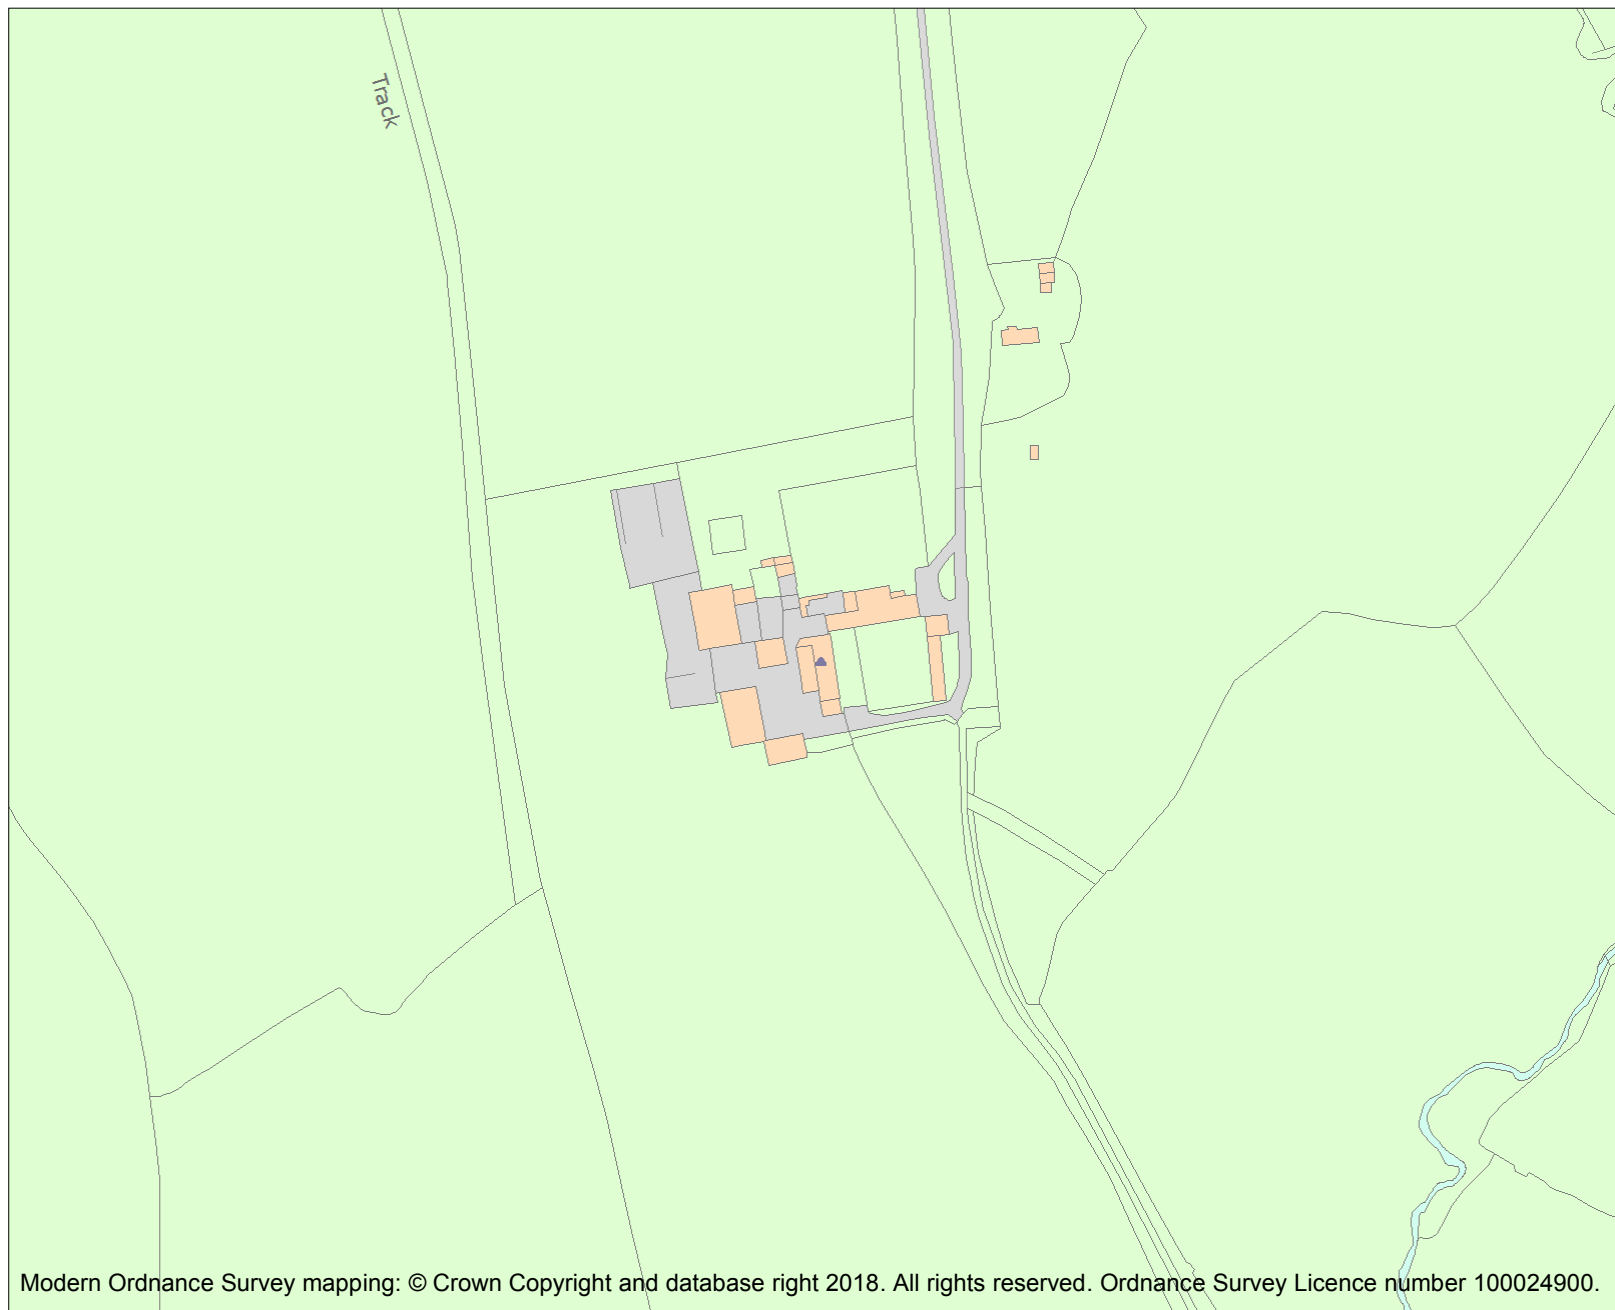 Track
Modern Ordnance Survey mapping: © Crown Copyright and database right 2018. All rights reserved. Ordnance Survey Licence number 100024900.